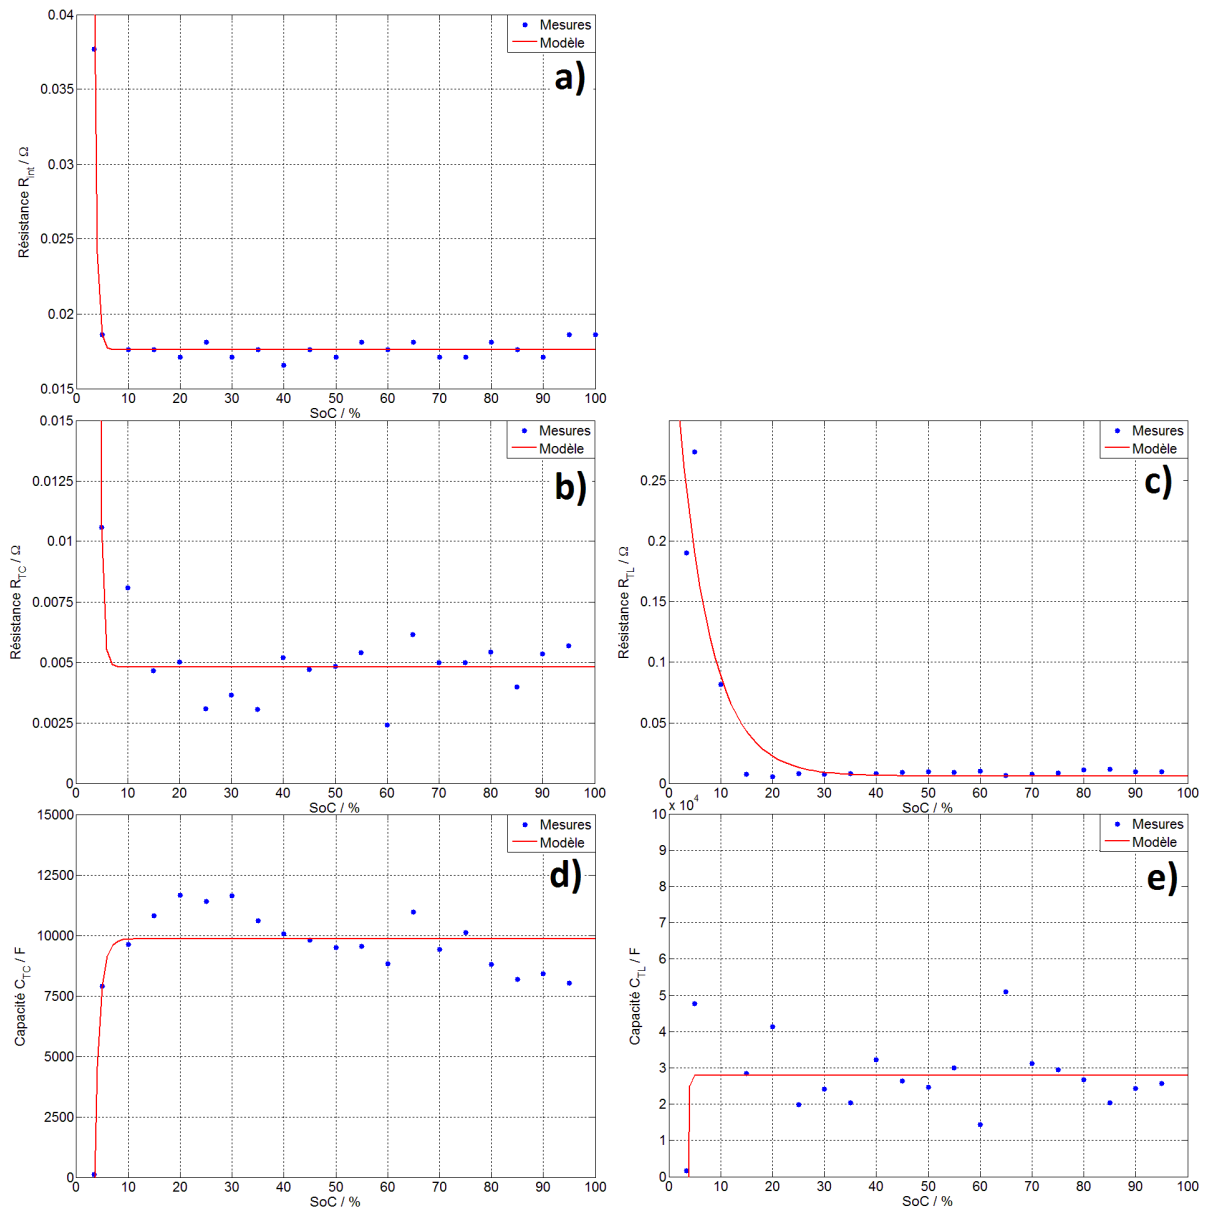 0.04
0.035
0.03
0.025
0.02
0.015
Résistance R_int / Ω
Mesures
Modèle
a)
0 10 20 30 40 50 60 70 80 90 100
SoC / %
0.015
0.0125
0.01
0.0075
0.005
0.0025
0
Résistance R_TC / Ω
Mesures
Modèle
b)
0 10 20 30 40 50 60 70 80 90 100
SoC / %
0.25
0.2
0.15
0.1
0.05
0
Résistance R_TL / Ω
Mesures
Modèle
c)
0 10 20 30 40 50 60 70 80 90 100
SoC / %
15000
12500
10000
7500
5000
2500
0
Capacité C_TC / F
Mesures
Modèle
d)
0 10 20 30 40 50 60 70 80 90 100
SoC / %
x 10^4
10
9
8
7
6
5
4
3
2
1
0
Capacité C_TL / F
Mesures
Modèle
e)
0 10 20 30 40 50 60 70 80 90 100
SoC / %